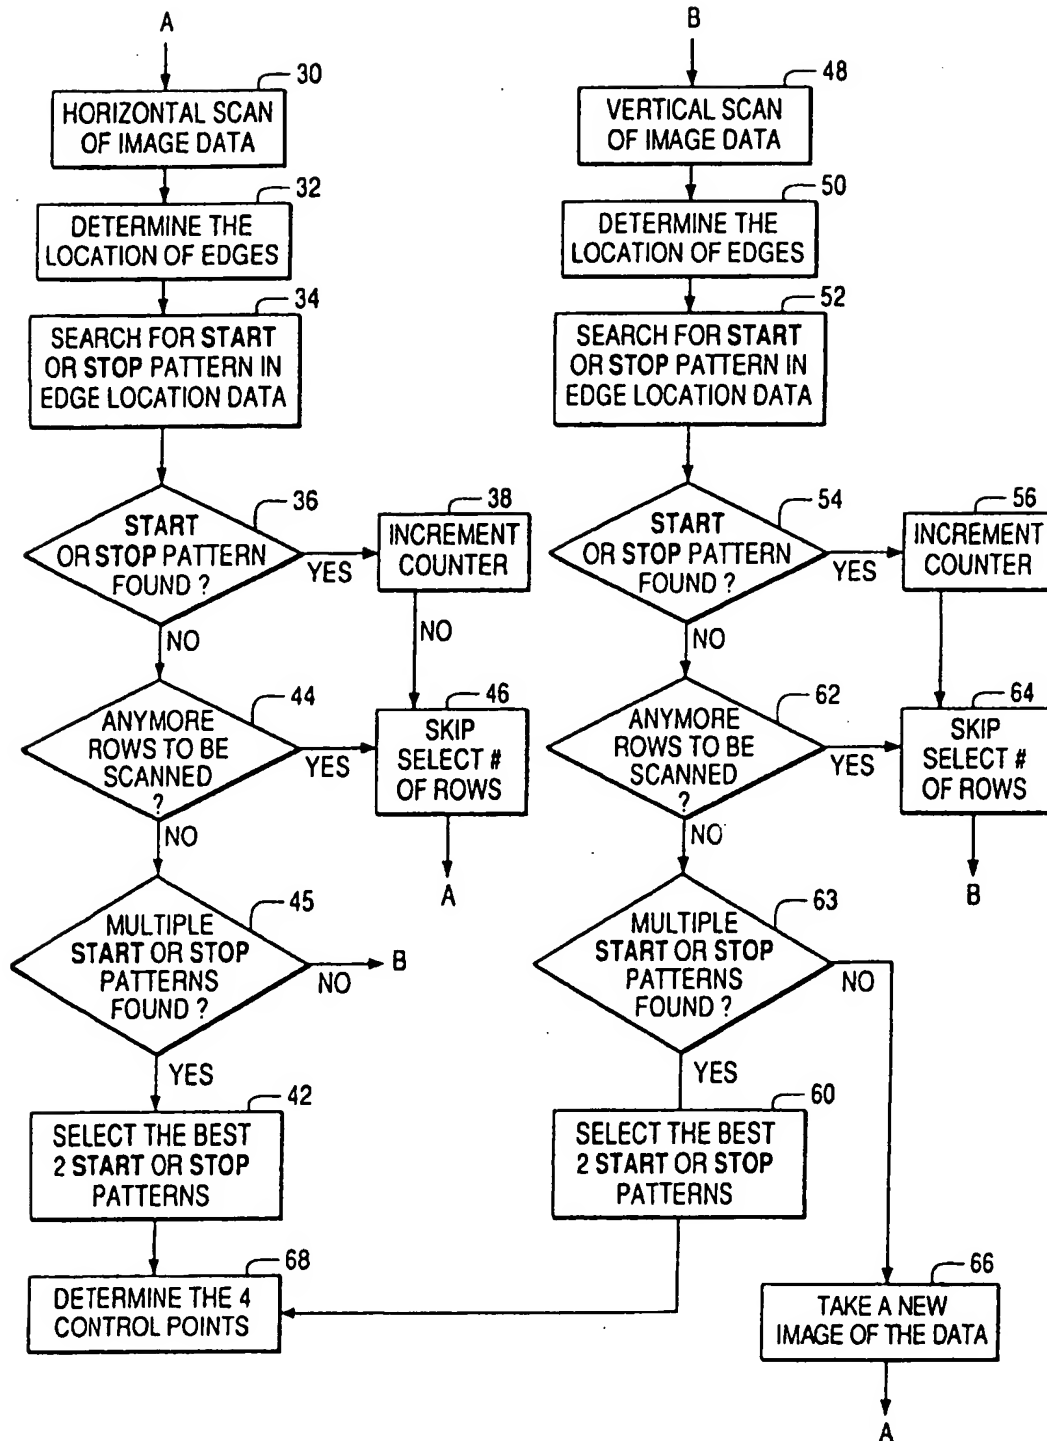 A
30
HORIZONTAL SCAN
OF IMAGE DATA
32
DETERMINE THE
LOCATION OF EDGES
34
SEARCH FOR START
OR STOP PATTERN IN
EDGE LOCATION DATA
36
START
OR STOP PATTERN
FOUND ?
YES
38
INCREMENT
COUNTER
NO
NO
44
ANYMORE
ROWS TO BE
SCANNED
?
YES
46
SKIP
SELECT #
OF ROWS
A
NO
45
MULTIPLE
START OR STOP
PATTERNS
FOUND ?
NO
B
YES
42
SELECT THE BEST
2 START OR STOP
PATTERNS
68
DETERMINE THE 4
CONTROL POINTS
B
48
VERTICAL SCAN
OF IMAGE DATA
50
DETERMINE THE
LOCATION OF EDGES
52
SEARCH FOR START
OR STOP PATTERN IN
EDGE LOCATION DATA
54
START
OR STOP PATTERN
FOUND ?
YES
56
INCREMENT
COUNTER
NO
62
ANYMORE
ROWS TO BE
SCANNED
?
YES
64
SKIP
SELECT #
OF ROWS
B
NO
63
MULTIPLE
START OR STOP
PATTERNS
FOUND ?
NO
YES
60
SELECT THE BEST
2 START OR STOP
PATTERNS
66
TAKE A NEW
IMAGE OF THE DATA
A